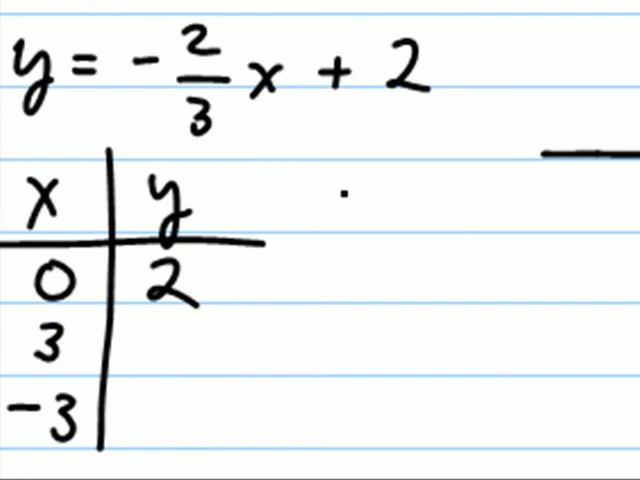 y = -2/3 x + 2
x y
0 2
3
-3